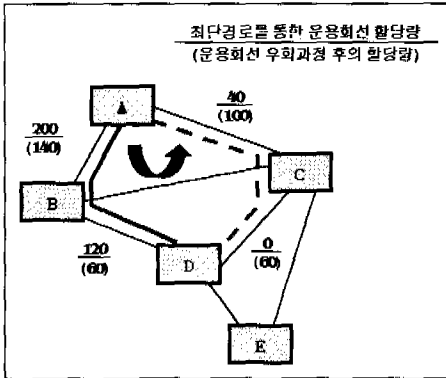 최단경로를 통한 운용회선 할당량
(운용회선 우회과정 후의 할당량)
A
40
(100)
200
(140)
C
B
120
(60)
D
0
(60)
E